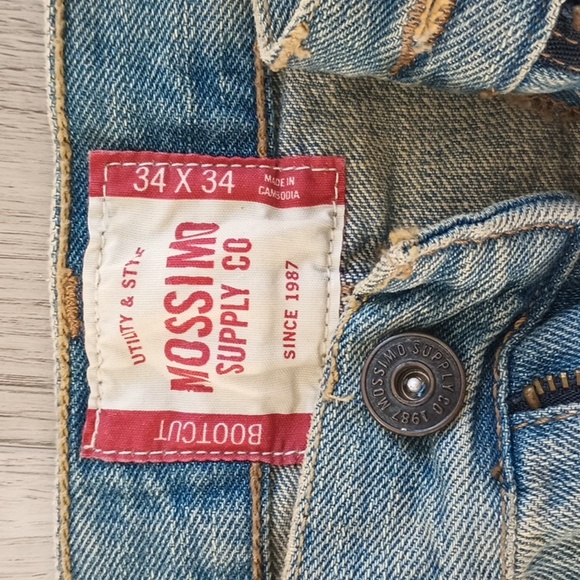 34 X 34
MADE IN
CAMBODIA
UTILITY & STYLE
MOSSIMO
SUPPLY CO
SINCE 1987
BOOTCUT
MOSSIMO SUPPLY CO
1987